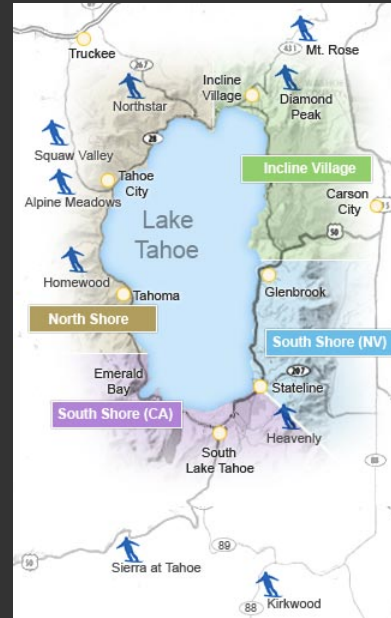 Truckee
267
431
Mt. Rose
Northstar
Incline
Village
Diamond
Peak
28
Squaw Valley
Tahoe
City
Incline Village
Alpine Meadows
Carson
City
Lake
Tahoe
50
Homewood
Glenbrook
Tahoma
North Shore
South Shore (NV)
Emerald
Bay
207
Stateline
South Shore (CA)
Heavenly
South
Lake Tahoe
88
89
50
Sierra at Tahoe
Kirkwood
88